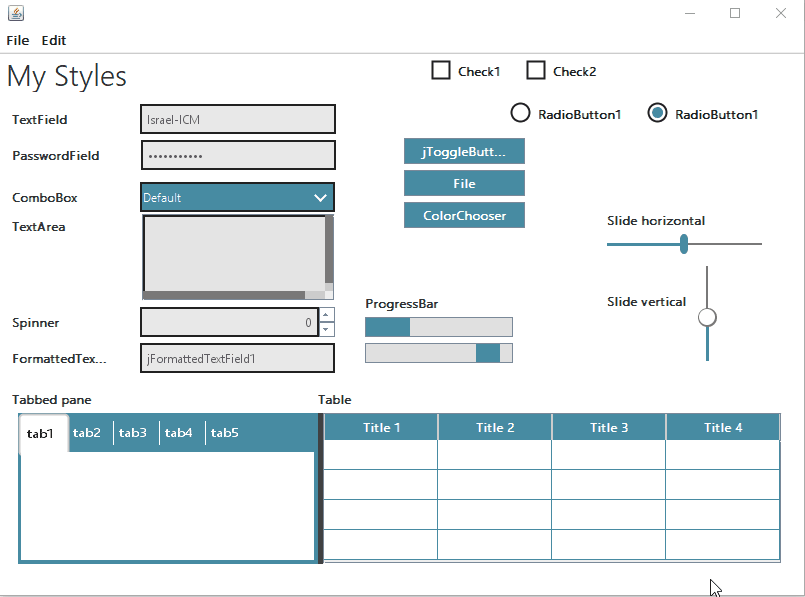 File Edit
My Styles
Check1 Check2
TextField Israel-ICM
RadioButton1 RadioButton1
PasswordField •••••••••••
jToggleButt...
File
ComboBox Default
ColorChooser
TextArea
Slide horizontal
Slide vertical
ProgressBar
Spinner 0
FormattedTex... jFormattedTextField1
Tabbed pane Table
tab1 tab2 tab3 tab4 tab5
Title 1 Title 2 Title 3 Title 4